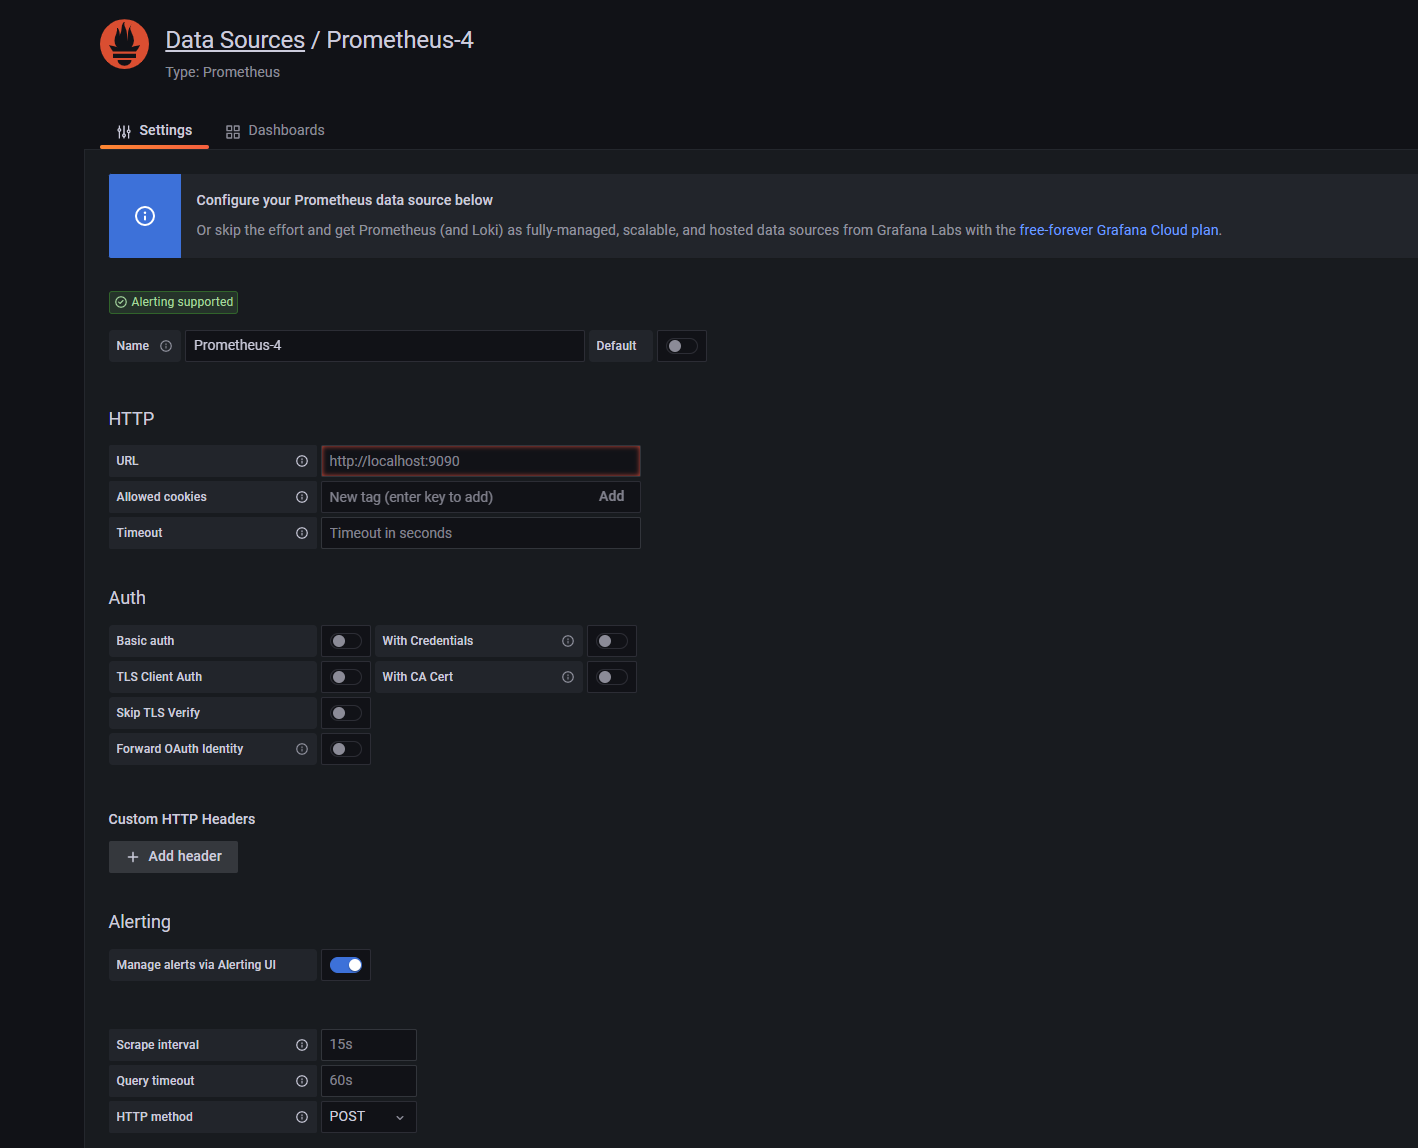 Data Sources / Prometheus-4
Type: Prometheus
Settings
Dashboards
Configure your Prometheus data source below
Or skip the effort and get Prometheus (and Loki) as fully-managed, scalable, and hosted data sources from Grafana Labs with the free-forever Grafana Cloud plan.
Alerting supported
Name Prometheus-4 Default
HTTP
URL http://localhost:9090
Allowed cookies New tag (enter key to add) Add
Timeout Timeout in seconds
Auth
Basic auth With Credentials
TLS Client Auth With CA Cert
Skip TLS Verify
Forward OAuth Identity
Custom HTTP Headers
+ Add header
Alerting
Manage alerts via Alerting UI
Scrape interval 15s
Query timeout 60s
HTTP method POST